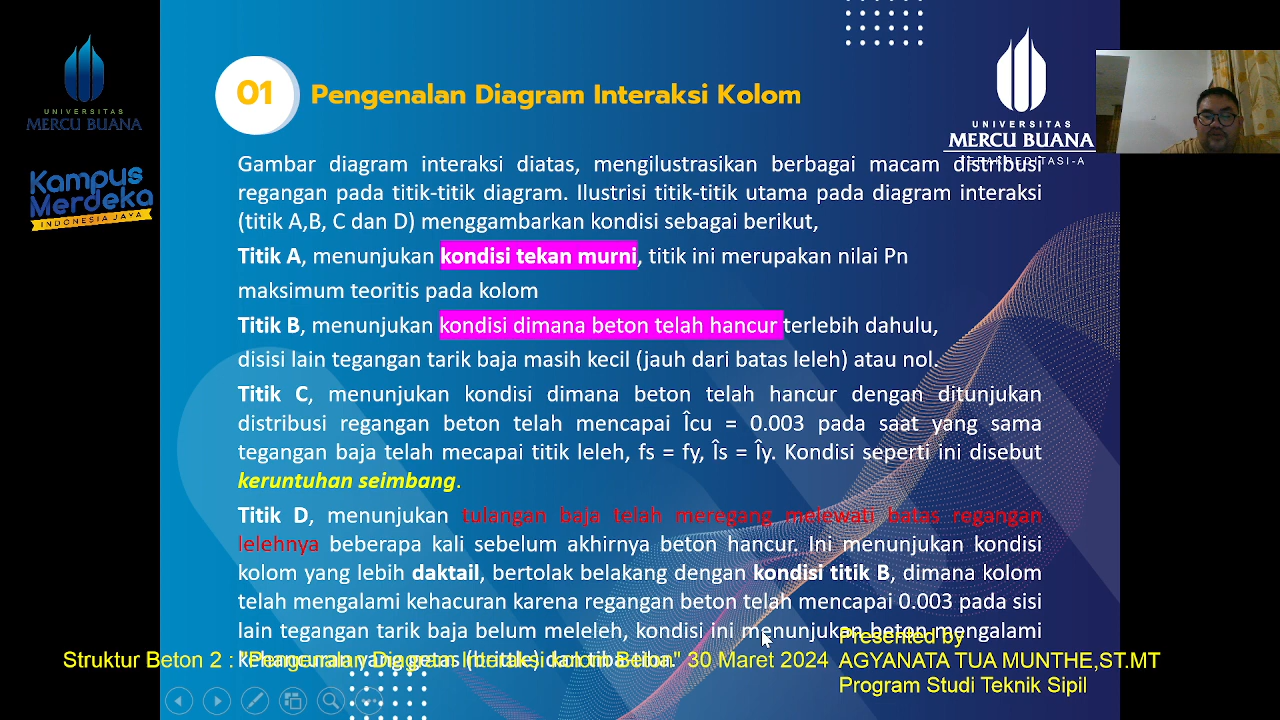 UNIVERSITAS
MERCU BUANA
Kampus
Merdeka
INDONESIA JAYA
01
Pengenalan Diagram Interaksi Kolom
UNIVERSITAS
MERCU BUANA
TERAKREDITASI-A
Gambar diagram interaksi diatas, mengilustrasikan berbagai macam distribusi
regangan pada titik-titik diagram. Ilustrisi titik-titik utama pada diagram interaksi
(titik A,B, C dan D) menggambarkan kondisi sebagai berikut,
Titik A, menunjukan kondisi tekan murni, titik ini merupakan nilai Pn
maksimum teoritis pada kolom
Titik B, menunjukan kondisi dimana beton telah hancur terlebih dahulu,
disisi lain tegangan tarik baja masih kecil (jauh dari batas leleh) atau nol.
Titik C, menunjukan kondisi dimana beton telah hancur dengan ditunjukan
distribusi regangan beton telah mencapai Îcu = 0.003 pada saat yang sama
tegangan baja telah mecapai titik leleh, fs = fy, Îs = Îy. Kondisi seperti ini disebut
keruntuhan seimbang.
Titik D, menunjukan tulangan baja telah meregang melewati batas regangan
lelehnya beberapa kali sebelum akhirnya beton hancur. Ini menunjukan kondisi
kolom yang lebih daktail, bertolak belakang dengan kondisi titik B, dimana kolom
telah mengalami kehacuran karena regangan beton telah mencapai 0.003 pada sisi
lain tegangan tarik baja belum meleleh, kondisi ini menunjukan beton mengalami
kehancuran yang getas (brittle) dan tiba-tiba.
Struktur Beton 2 : "Pengenalan Diagram Interaksi kolom Beton" 30 Maret 2024
Presented by
AGYANATA TUA MUNTHE,ST.MT
Program Studi Teknik Sipil